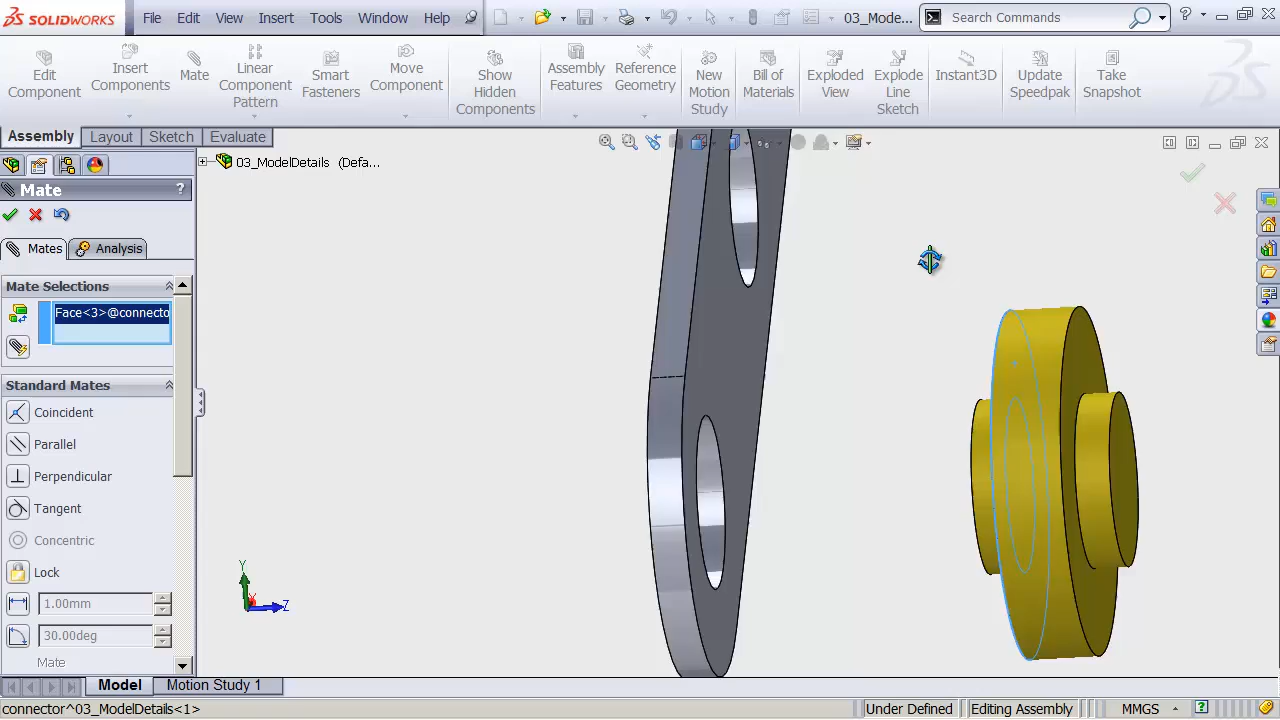 SOLIDWORKS File Edit View Insert Tools Window Help 03_Mode... Search Commands
Edit Component
Insert Components
Mate
Linear Component Pattern
Smart Fasteners
Move Component
Show Hidden Components
Assembly Features
Reference Geometry
New Motion Study
Bill of Materials
Exploded View
Explode Line Sketch
Instant3D
Update Speedpak
Take Snapshot
Assembly Layout Sketch Evaluate
03_ModelDetails (Defa...
Mate ?
Mates Analysis
Mate Selections
Face<3>@connecto
Standard Mates
Coincident
Parallel
Perpendicular
Tangent
Concentric
Lock
1.00mm
30.00deg
Mate
Y
X
Z
Model Motion Study 1
connector^03_ModelDetails<1> Under Defined Editing Assembly MMGS ?